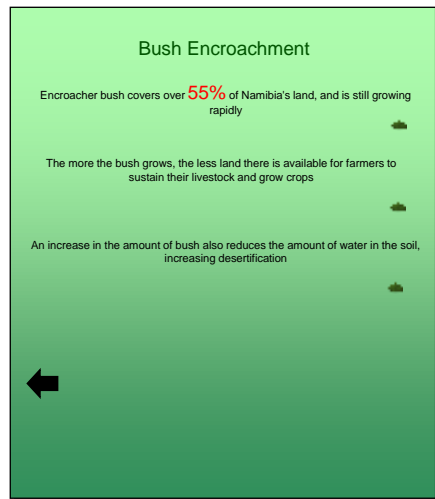 Bush Encroachment
Encroacher bush covers over 55% of Namibia's land, and is still growing
rapidly
The more the bush grows, the less land there is available for farmers to
sustain their livestock and grow crops
An increase in the amount of bush also reduces the amount of water in the soil,
increasing desertification